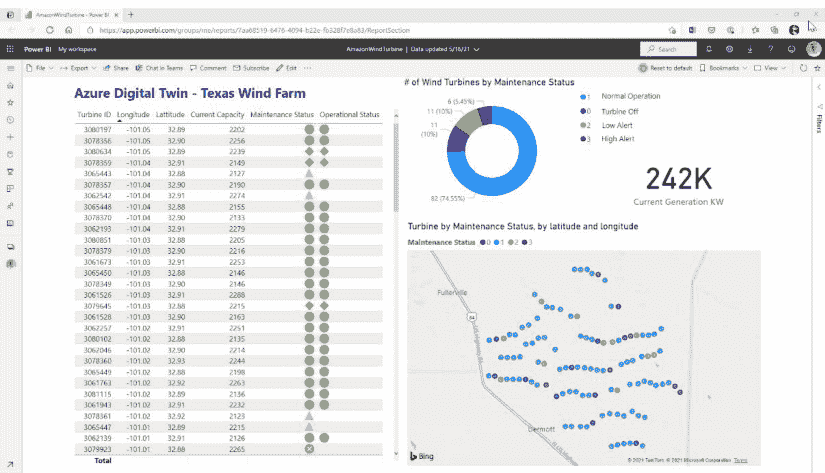 AmazonWindTurbine - Power BI
https://app.powerbi.com/groups/me/reports/7aa68519-6476-4094-b22e-fb328f7e8a83/ReportSection
Power BI My workspace AmazonWindTurbine | Data updated 5/18/21 Search
File Export Share Chat in Teams Comment Subscribe Edit Reset to default Bookmarks View
Azure Digital Twin - Texas Wind Farm
Turbine ID Longitude Latitude Current Capacity Maintenance Status Operational Status
3080197 -101.05 32.89 2202
3078356 -101.05 32.90 2256
3080634 -101.05 32.89 2239
3078359 -101.04 32.91 2149
3065443 -101.04 32.88 2127
3078357 -101.04 32.90 2190
3062542 -101.04 32.91 2274
3065448 -101.04 32.88 2155
3078370 -101.04 32.90 2133
3062193 -101.04 32.91 2279
3080851 -101.03 32.88 2205
3078379 -101.03 32.90 2216
3061673 -101.03 32.91 2253
3065450 -101.03 32.88 2146
3078349 -101.03 32.90 2146
3061526 -101.03 32.91 2288
3079645 -101.03 32.88 2215
3061528 -101.03 32.90 2163
3062257 -101.02 32.91 2251
3080102 -101.02 32.88 2135
3062046 -101.02 32.90 2214
3078360 -101.02 32.93 2244
3065449 -101.02 32.88 2198
3061763 -101.02 32.92 2263
3081115 -101.02 32.89 2136
3061943 -101.02 32.91 2232
3078361 -101.02 32.92 2123
3065447 -101.01 32.89 2215
3062139 -101.01 32.91 2126
3079923 -101.01 32.88 2265
Total
# of Wind Turbines by Maintenance Status
6 (5.45%)
11 (10%)
11
(10%)
82 (74.55%)
1 Normal Operation
0 Turbine Off
2 Low Alert
3 High Alert
242K
Current Generation KW
Turbine by Maintenance Status, by latitude and longitude
Maintenance Status 0 1 2 3
Fullerville
84
Dermott
Bing
© 2021 TomTom, © 2021 Microsoft Corporation Terms
Filters